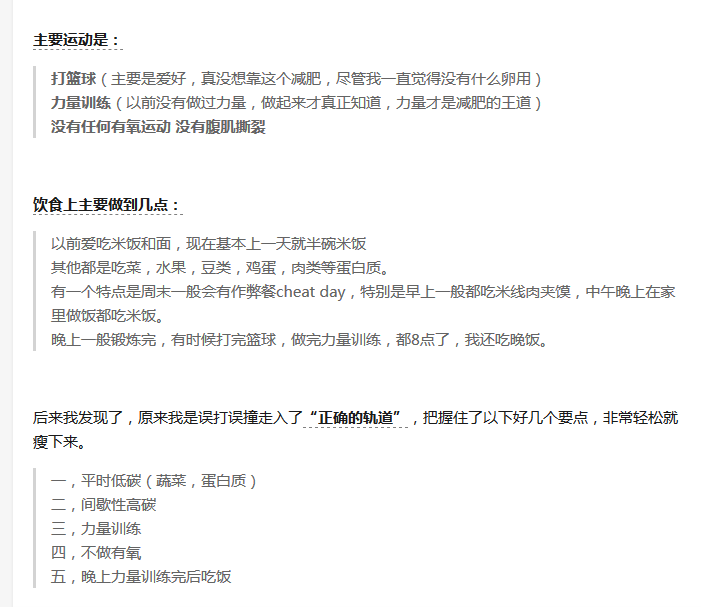 主要运动是：
打篮球（主要是爱好，真没想靠这个减肥，尽管我一直觉得没有什么卵用）
力量训练（以前没有做过力量，做起来才真正知道，力量才是减肥的王道）
没有任何有氧运动 没有腹肌撕裂
饮食上主要做到几点：
以前爱吃米饭和面，现在基本上一天就半碗米饭
其他都是吃菜，水果，豆类，鸡蛋，肉类等蛋白质。
有一个特点是周末一般会有作弊餐cheat day，特别是早上一般都吃米线肉夹馍，中午晚上在家
里做饭都吃米饭。
晚上一般锻炼完，有时候打完篮球，做完力量训练，都8点了，我还吃晚饭。
后来我发现了，原来我是误打误撞走入了“正确的轨道”，把握住了以下好几个要点，非常轻松就
瘦下来。
一，平时低碳（蔬菜，蛋白质）
二，间歇性高碳
三，力量训练
四，不做有氧
五，晚上力量训练完后吃饭